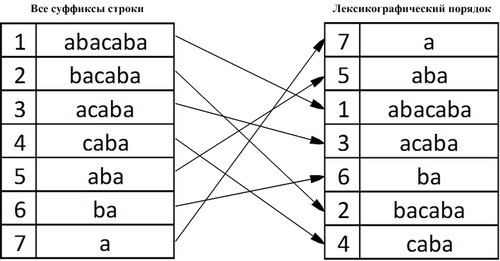 Все суффиксы строки
1 abacaba
2 bacaba
3 acaba
4 caba
5 aba
6 ba
7 a
Лексикографический порядок
7 a
5 aba
1 abacaba
3 acaba
6 ba
2 bacaba
4 caba